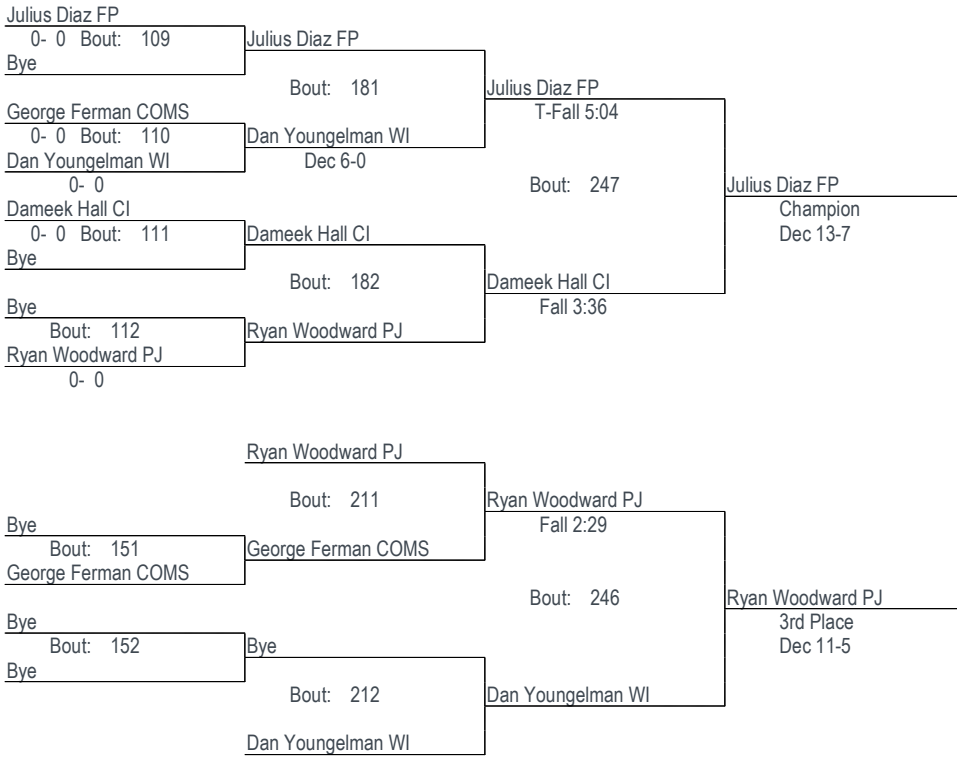 Julius Diaz FP
0- 0 Bout: 109
Bye
Julius Diaz FP
Bout: 181
George Ferman COMS
0- 0 Bout: 110
Dan Youngelman WI
0- 0
Dan Youngelman WI
Dec 6-0
Julius Diaz FP
T-Fall 5:04
Bout: 247
Dameek Hall CI
0- 0 Bout: 111
Bye
Dameek Hall CI
Bout: 182
Bye
Bout: 112
Ryan Woodward PJ
0- 0
Ryan Woodward PJ
Dameek Hall CI
Fall 3:36
Julius Diaz FP
Champion
Dec 13-7
Ryan Woodward PJ
Bout: 211
Bye
Bout: 151
George Ferman COMS
George Ferman COMS
Ryan Woodward PJ
Fall 2:29
Bout: 246
Bye
Bout: 152
Bye
Bye
Bout: 212
Dan Youngelman WI
Dan Youngelman WI
Ryan Woodward PJ
3rd Place
Dec 11-5